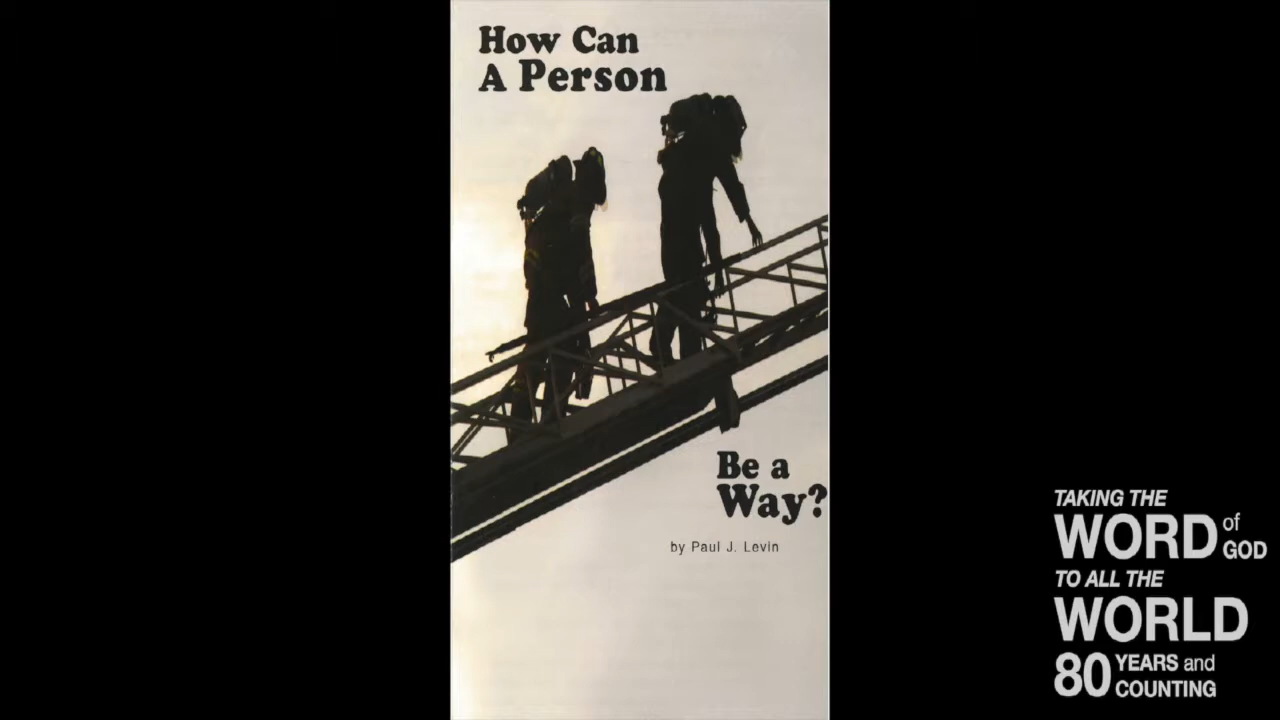 How Can
A Person
Be a
Way?
by Paul J. Levin
TAKING THE
WORD of GOD
TO ALL THE
WORLD
80 YEARS and COUNTING